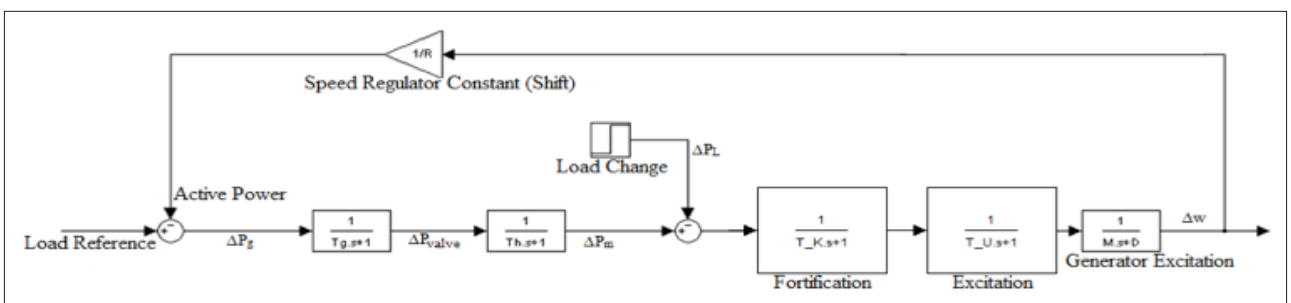 1/R
Speed Regulator Constant (Shift)
ΔPL
Load Change
Active Power
Load Reference
+
−
ΔPg
1
Tg.s+1
ΔPvalve
1
Th.s+1
ΔPm
+
−
1
T_K.s+1
Fortification
1
T_U.s+1
Excitation
1
M.s+D
Generator Excitation
Δw